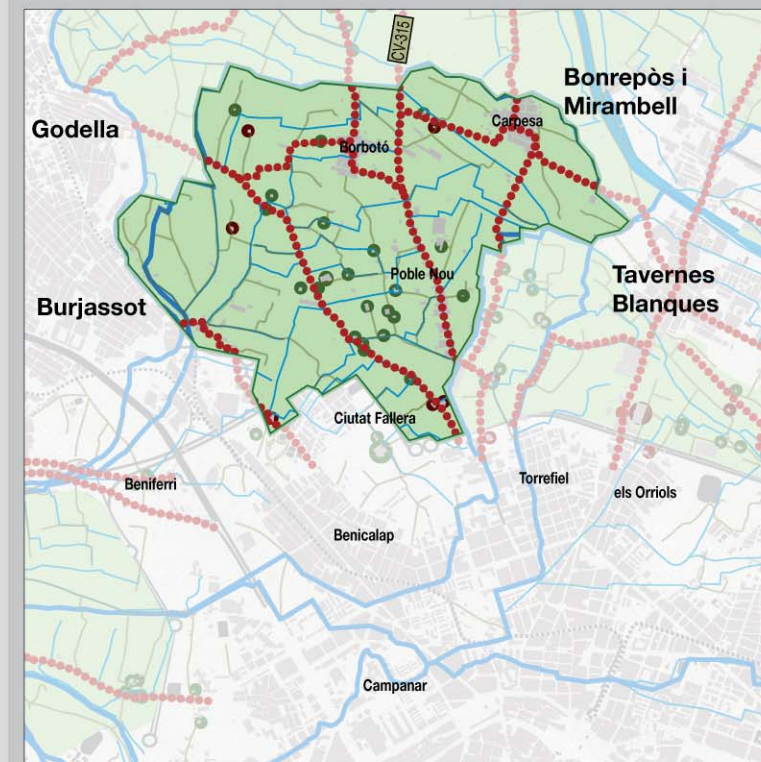 CV-315
Bonrepòs i
Mirambell
Godella
Carpesa
Borbotó
Poble Nou
Tavernes
Blanques
Burjassot
Ciutat Fallera
Beniferri
Torrefiel
els Orriols
Benicalap
Campanar